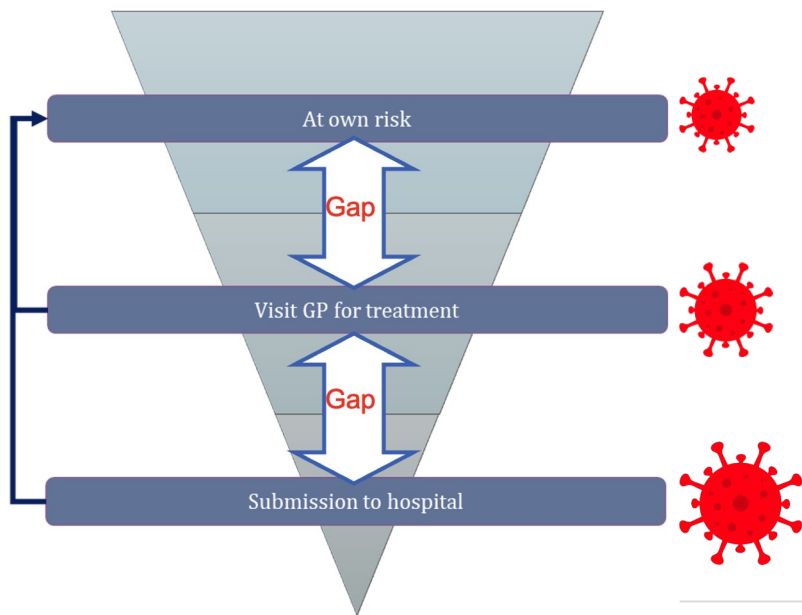 At own risk
Gap
Visit GP for treatment
Gap
Submission to hospital